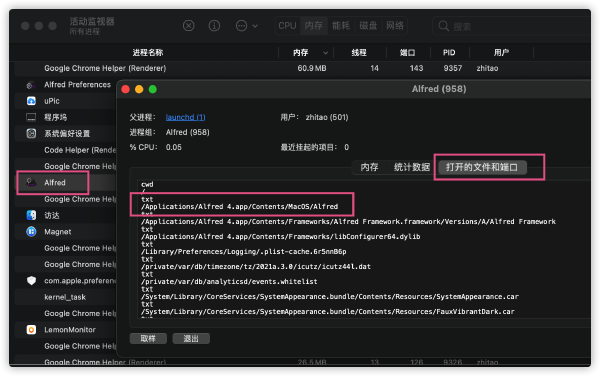 活动监视器
所有进程
CPU 内存 能耗 磁盘 网络
搜索
进程名称 内存 线程 端口 PID 用户
Google Chrome Helper (Renderer) 60.9 MB 14 143 9357 zhitao
Alfred Preferences
uPic
程序坞
系统偏好设置
Code Helper (Rende
Google Chrome Helpe
Alfred
Google Chrome Helpe
访达
Magnet
Google Chrome Helpe
Google Chrome Helpe
com.apple.preference
kernel_task
Google Chrome Helpe
LemonMonitor
Google Chrome Helpe
Google Chrome Helper (Renderer) 26.5 MB 13 126 9326 zhitao
Alfred (958)
父进程： launchd (1) 用户： zhitao (501)
进程组： Alfred (958)
% CPU： 0.05 最近挂起的项目： 0
内存 统计数据 打开的文件和端口
cwd
/
txt
/Applications/Alfred 4.app/Contents/MacOS/Alfred
txt
/Applications/Alfred 4.app/Contents/Frameworks/Alfred Framework.framework/Versions/A/Alfred Framework
txt
/Applications/Alfred 4.app/Contents/Frameworks/libConfigurer64.dylib
txt
/Library/Preferences/Logging/.plist-cache.6r5nnB6p
txt
/private/var/db/timezone/tz/2021a.3.0/icutz/icutz44l.dat
txt
/private/var/db/analyticsd/events.whitelist
txt
/System/Library/CoreServices/SystemAppearance.bundle/Contents/Resources/SystemAppearance.car
txt
/System/Library/CoreServices/SystemAppearance.bundle/Contents/Resources/FauxVibrantDark.car
txt
取样 退出